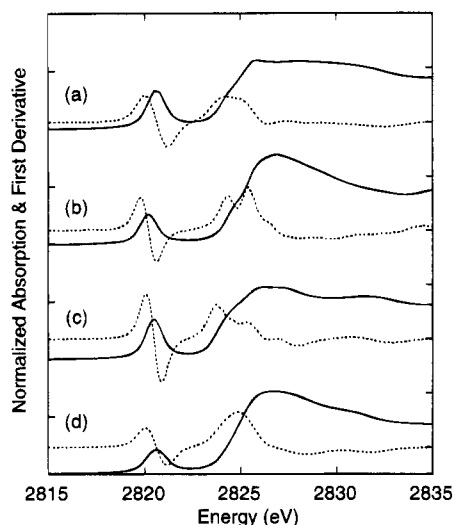 Normalized Absorption & First Derivative
(a)
(b)
(c)
(d)
2815 2820 2825 2830 2835
Energy (eV)